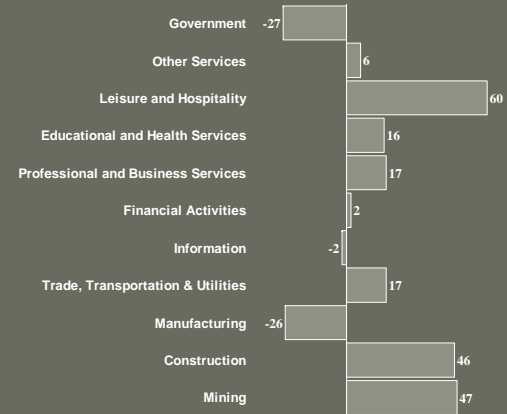 Government -27
Other Services 6
Leisure and Hospitality 60
Educational and Health Services 16
Professional and Business Services 17
Financial Activities 2
Information -2
Trade, Transportation & Utilities 17
Manufacturing -26
Construction 46
Mining 47